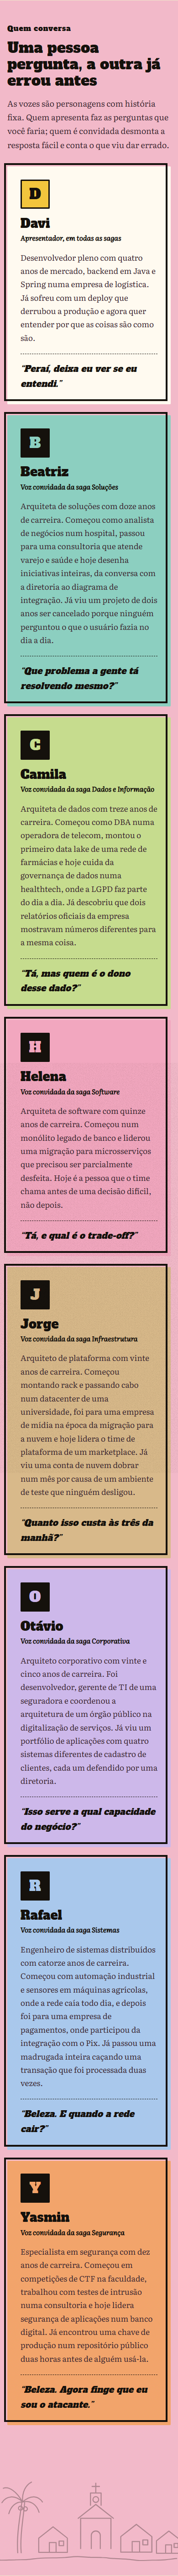 Quem conversa
Uma pessoa
pergunta, a outra já
errou antes
As vozes são personagens com história
fixa. Quem apresenta faz as perguntas que
você faria; quem é convidada desmonta a
resposta fácil e conta o que viu dar errado.
D
Davi
Apresentador, em todas as sagas
Desenvolvedor pleno com quatro
anos de mercado, backend em Java e
Spring numa empresa de logística.
Já sofreu com um deploy que
derrubou a produção e agora quer
entender por que as coisas são como
são.
"Peraí, deixa eu ver se eu
entendi."
B
Beatriz
Voz convidada da saga Soluções
Arquiteta de soluções com doze anos
de carreira. Começou como analista
de negócios num hospital, passou
para uma consultoria que atende
varejo e saúde e hoje desenha
iniciativas inteiras, da conversa com
a diretoria ao diagrama de
integração. Já viu um projeto de dois
anos ser cancelado porque ninguém
perguntou o que o usuário fazia no
dia a dia.
"Que problema a gente tá
resolvendo mesmo?"
C
Camila
Voz convidada da saga Dados e Informação
Arquiteta de dados com treze anos de
carreira. Começou como DBA numa
operadora de telecom, montou o
primeiro data lake de uma rede de
farmácias e hoje cuida da
governança de dados numa
healthtech, onde a LGPD faz parte
do dia a dia. Já descobriu que dois
relatórios oficiais da empresa
mostravam números diferentes para
a mesma coisa.
"Tá, mas quem é o dono
desse dado?"
H
Helena
Voz convidada da saga Software
Arquiteta de software com quinze
anos de carreira. Começou num
monólito legado de banco e liderou
uma migração para microsserviços
que precisou ser parcialmente
desfeita. Hoje é a pessoa que o time
chama antes de uma decisão difícil,
não depois.
"Tá, e qual é o trade-off?"
J
Jorge
Voz convidada da saga Infraestrutura
Arquiteto de plataforma com vinte
anos de carreira. Começou
montando rack e passando cabo
num datacenter de uma
universidade, foi para uma empresa
de mídia na época da migração para
a nuvem e hoje lidera o time de
plataforma de um marketplace. Já
viu uma conta de nuvem dobrar
num mês por causa de um ambiente
de teste que ninguém desligou.
"Quanto isso custa às três da
manhã?"
O
Otávio
Voz convidada da saga Corporativa
Arquiteto corporativo com vinte e
cinco anos de carreira. Foi
desenvolvedor, gerente de TI de uma
seguradora e coordenou a
arquitetura de um órgão público na
digitalização de serviços. Já viu um
portfólio de aplicações com quatro
sistemas diferentes de cadastro de
clientes, cada um defendido por uma
diretoria.
"Isso serve a qual capacidade
do negócio?"
R
Rafael
Voz convidada da saga Sistemas
Engenheiro de sistemas distribuídos
com catorze anos de carreira.
Começou com automação industrial
e sensores em máquinas agrícolas,
onde a rede caía todo dia, e depois
foi para uma empresa de
pagamentos, onde participou da
integração com o Pix. Já passou uma
madrugada inteira caçando uma
transação que foi processada duas
vezes.
"Beleza. E quando a rede
cair?"
Y
Yasmin
Voz convidada da saga Segurança
Especialista em segurança com dez
anos de carreira. Começou em
competições de CTF na faculdade,
trabalhou com testes de intrusão
numa consultoria e hoje lidera
segurança de aplicações num banco
digital. Já encontrou uma chave de
produção num repositório público
duas horas antes de alguém usá-la.
"Beleza. Agora finge que eu
sou o atacante."